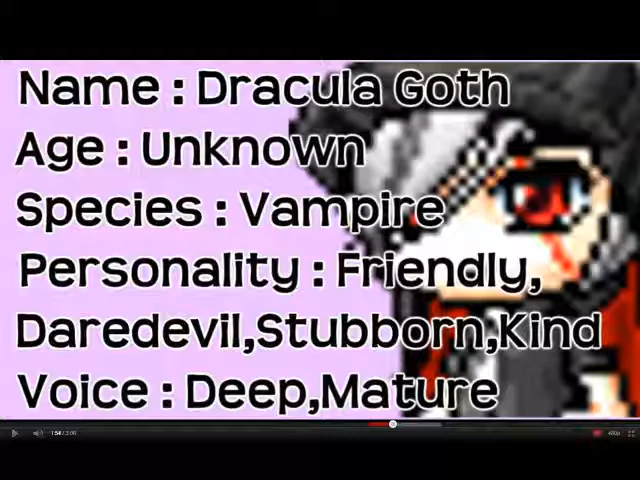 Name : Dracula Goth
Age : Unknown
Species : Vampire
Personality : Friendly,
Daredevil,Stubborn,Kind
Voice : Deep,Mature